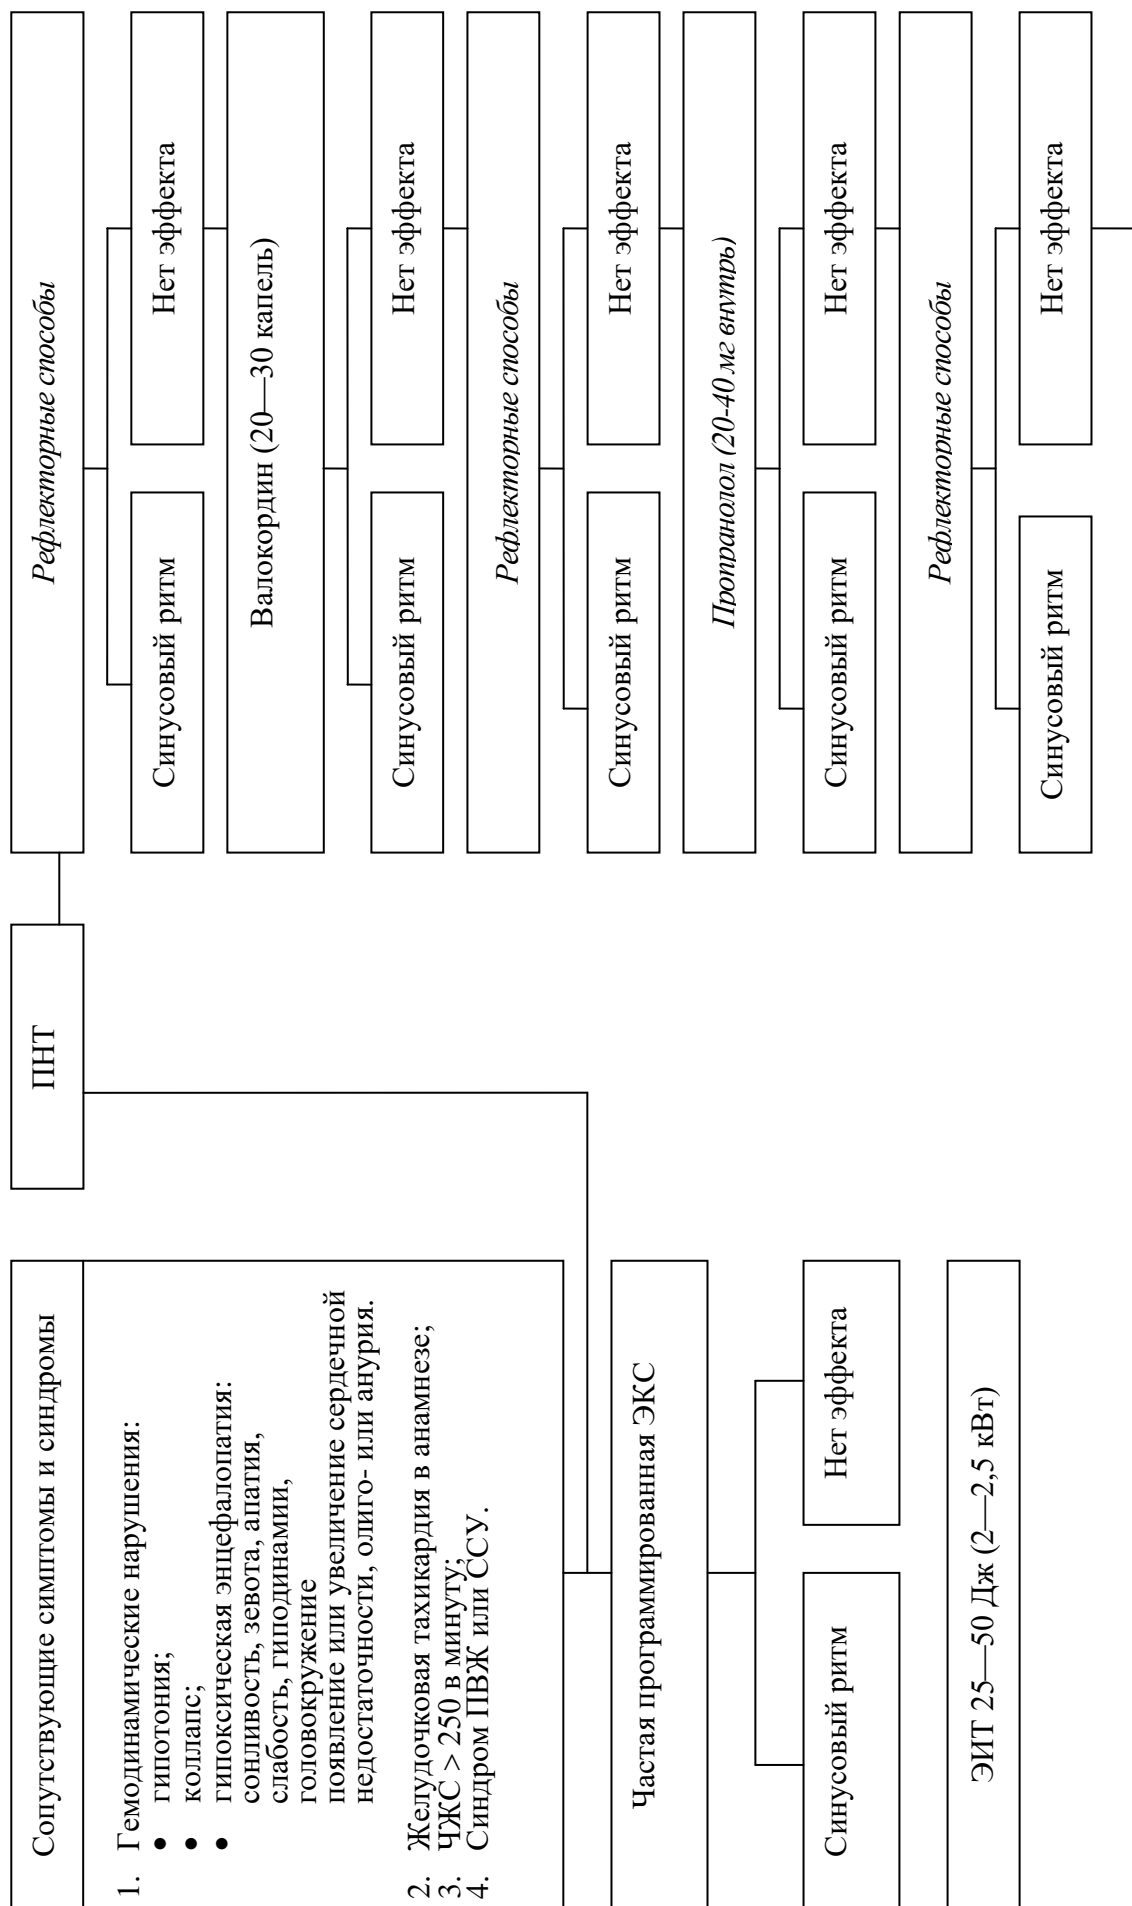 Сопутствующие симптомы и синдромы
1. Гемодинамические нарушения:
• гипотония;
• коллапс;
• гипоксическая энцефалопатия:
сонливость, зевота, апатия,
слабость, гиподинамии,
головокружение
появление или увеличение сердечной
недостаточности, олиго- или анурия.
2. Желудочковая тахикардия в анамнезе;
3. ЧЖС > 250 в минуту;
4. Синдром ПВЖ или ССУ.
Частая программированная ЭКС
Синусовый ритм
Нет эффекта
ЭИТ 25—50 Дж (2—2,5 кВт)
ПНТ
Рефлекторные способы
Синусовый ритм
Нет эффекта
Валокордин (20—30 капель)
Синусовый ритм
Нет эффекта
Рефлекторные способы
Синусовый ритм
Нет эффекта
Пропранолол (20-40 мг внутрь)
Синусовый ритм
Нет эффекта
Рефлекторные способы
Синусовый ритм
Нет эффекта